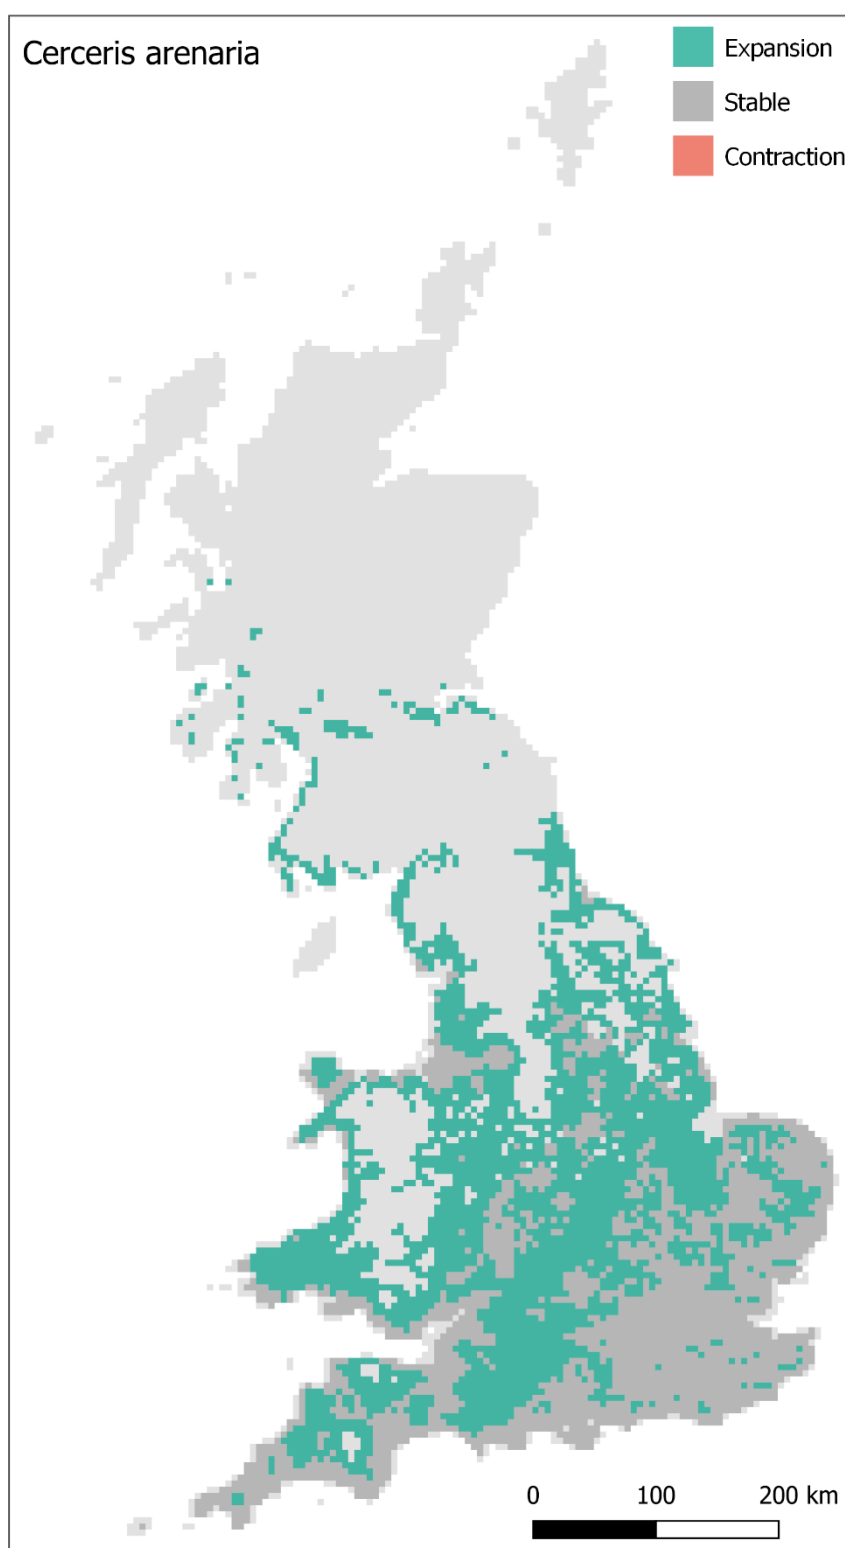 Cerceris arenaria
Expansion
Stable
Contraction
0 100 200 km